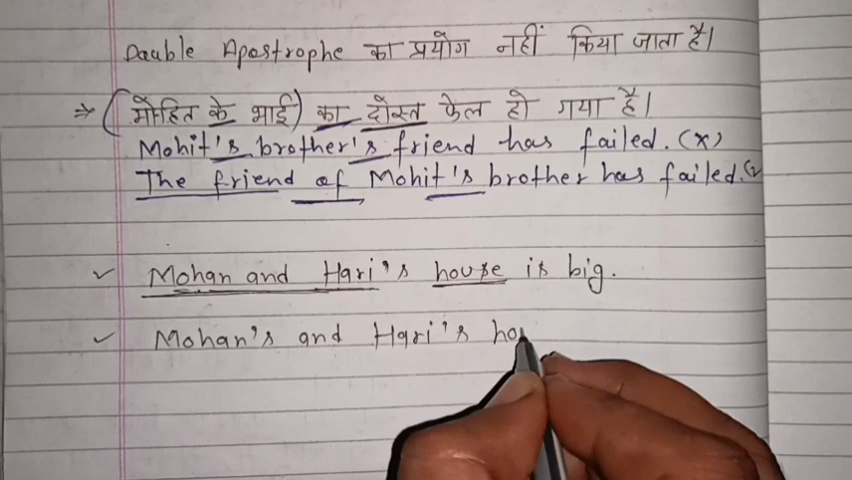 Double Apostrophe का प्रयोग नहीं किया जाता है।
⇒ (मोहित के भाई) का दोस्त फेल हो गया है।
Mohit's brother's friend has failed. (x)
The friend of Mohit's brother has failed.(✓
✓ Mohan and Hari's house is big.
✓ Mohan's and Hari's ho